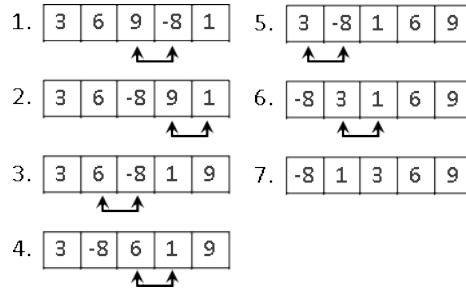 1. 3 6 9 -8 1
2. 3 6 -8 9 1
3. 3 6 -8 1 9
4. 3 -8 6 1 9
5. 3 -8 1 6 9
6. -8 3 1 6 9
7. -8 1 3 6 9